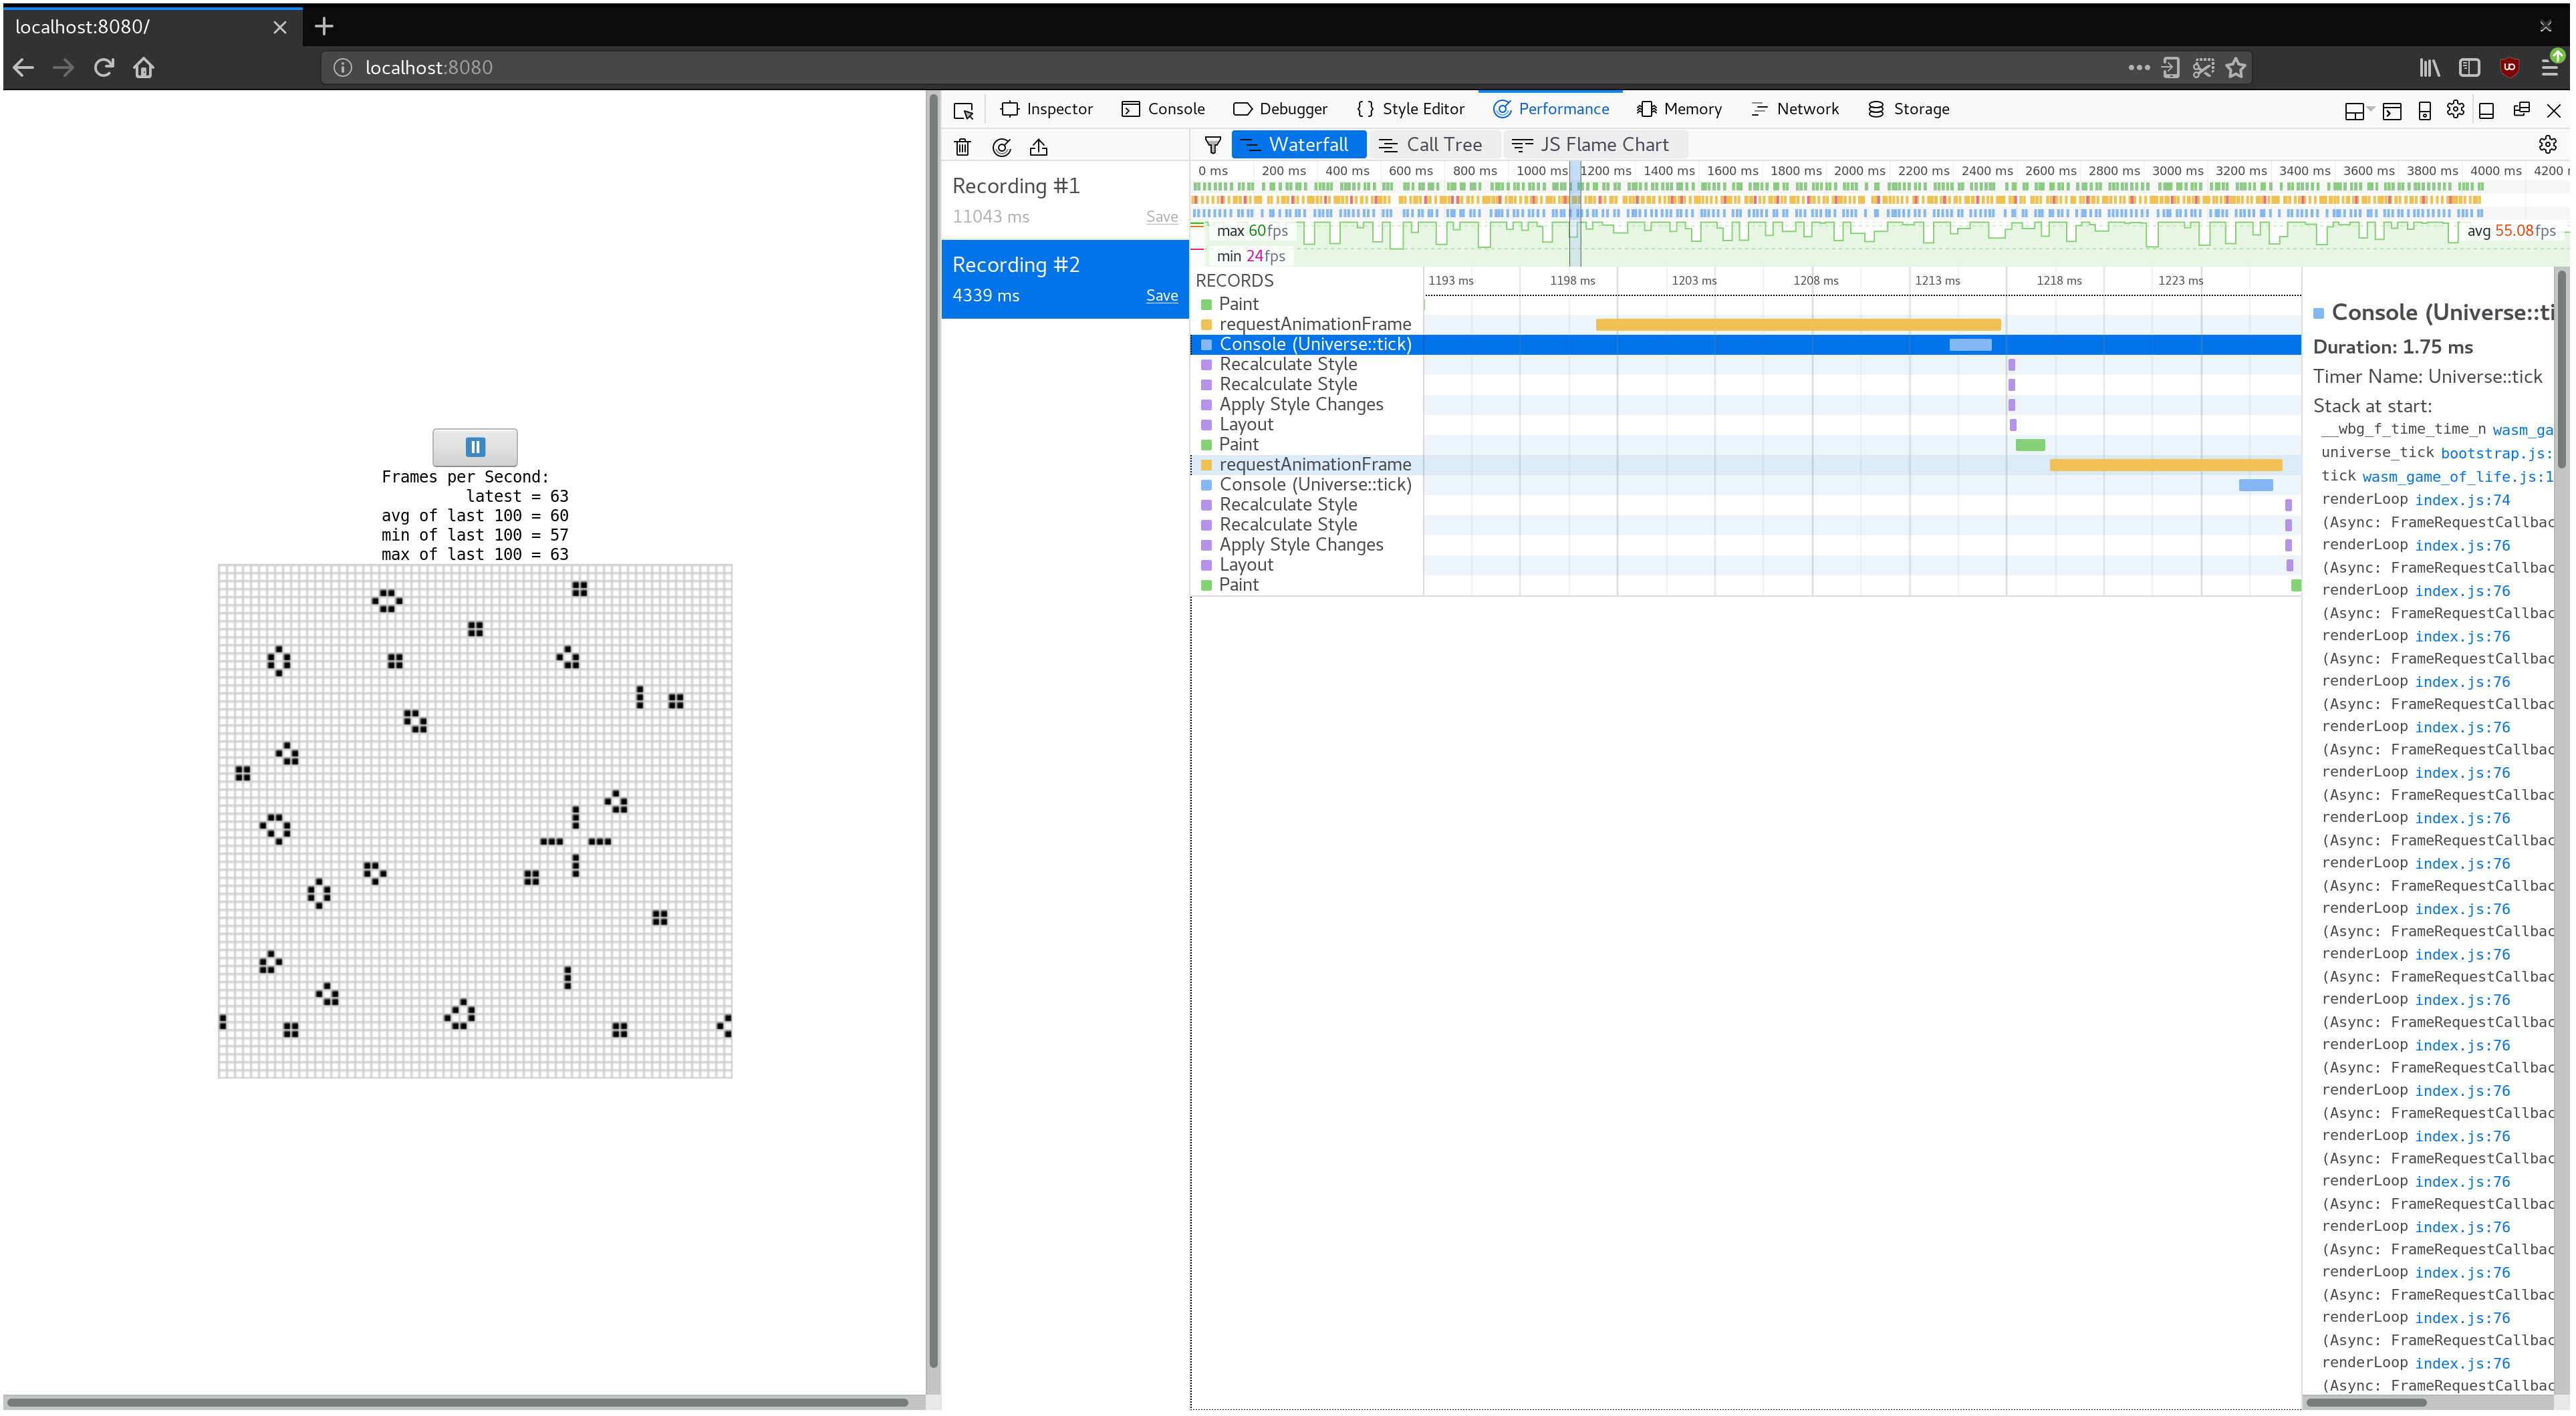 localhost:8080/
localhost:8080
Inspector Console Debugger Style Editor Performance Memory Network Storage
Waterfall Call Tree JS Flame Chart
Recording #1
11043 ms Save
Recording #2
4339 ms Save
0 ms 200 ms 400 ms 600 ms 800 ms 1000 ms 1200 ms 1400 ms 1600 ms 1800 ms 2000 ms 2200 ms 2400 ms 2600 ms 2800 ms 3000 ms 3200 ms 3400 ms 3600 ms 3800 ms 4000 ms 4200
max 60fps
avg 55.08fps
min 24fps
RECORDS 1193 ms 1198 ms 1203 ms 1208 ms 1213 ms 1218 ms 1223 ms
Paint
requestAnimationFrame
Console (Universe::tick)
Recalculate Style
Recalculate Style
Apply Style Changes
Layout
Paint
requestAnimationFrame
Console (Universe::tick)
Recalculate Style
Recalculate Style
Apply Style Changes
Layout
Paint
Console (Universe::ti
Duration: 1.75 ms
Timer Name: Universe::tick
Stack at start:
__wbg_f_time_time_n wasm_ga
universe_tick bootstrap.js:
tick wasm_game_of_life.js:1
renderLoop index.js:74
(Async: FrameRequestCallbac
renderLoop index.js:76
(Async: FrameRequestCallbac
renderLoop index.js:76
(Async: FrameRequestCallbac
renderLoop index.js:76
(Async: FrameRequestCallbac
renderLoop index.js:76
(Async: FrameRequestCallbac
renderLoop index.js:76
(Async: FrameRequestCallbac
renderLoop index.js:76
(Async: FrameRequestCallbac
renderLoop index.js:76
(Async: FrameRequestCallbac
renderLoop index.js:76
(Async: FrameRequestCallbac
renderLoop index.js:76
(Async: FrameRequestCallbac
renderLoop index.js:76
(Async: FrameRequestCallbac
renderLoop index.js:76
(Async: FrameRequestCallbac
renderLoop index.js:76
(Async: FrameRequestCallbac
renderLoop index.js:76
(Async: FrameRequestCallbac
renderLoop index.js:76
(Async: FrameRequestCallbac
renderLoop index.js:76
(Async: FrameRequestCallbac
renderLoop index.js:76
(Async: FrameRequestCallbac
renderLoop index.js:76
(Async: FrameRequestCallbac
renderLoop index.js:76
(Async: FrameRequestCallbac
renderLoop index.js:76
(Async: FrameRequestCallbac
Frames per Second:
latest = 63
avg of last 100 = 60
min of last 100 = 57
max of last 100 = 63